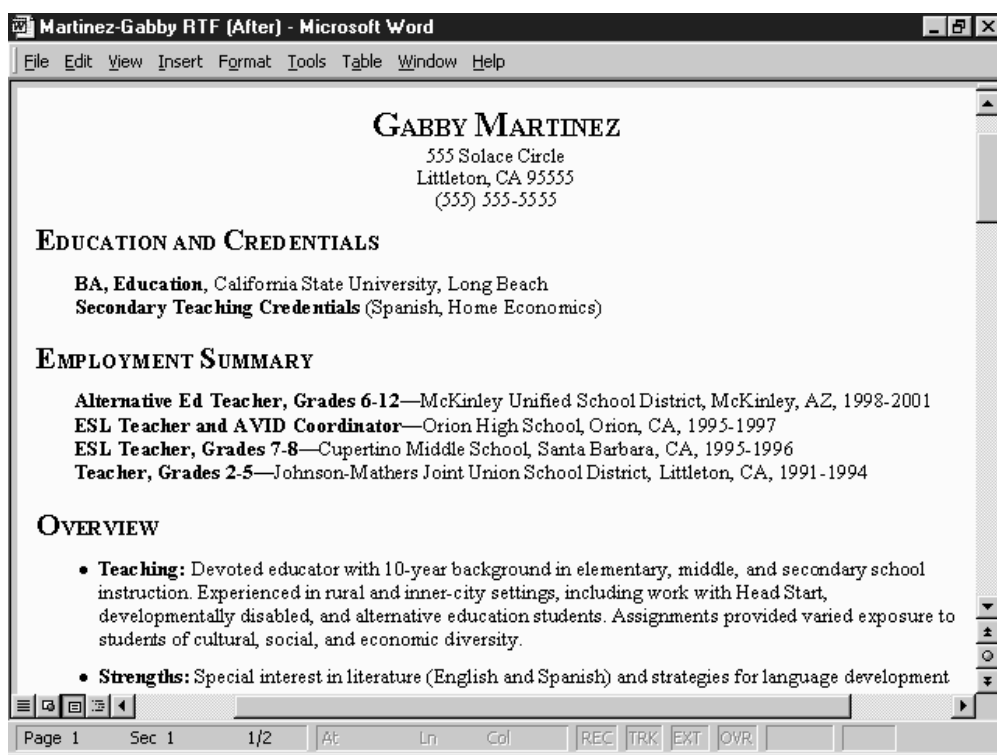 Martinez-Gabby RTF (After) - Microsoft Word
File Edit View Insert Format Tools Table Window Help
GABBY MARTINEZ
555 Solace Circle
Littleton, CA 95555
(555) 555-5555
EDUCATION AND CREDENTIALS
BA, Education, California State University, Long Beach
Secondary Teaching Credentials (Spanish, Home Economics)
EMPLOYMENT SUMMARY
Alternative Ed Teacher, Grades 6-12—McKinley Unified School District, McKinley, AZ, 1998-2001
ESL Teacher and AVID Coordinator—Orion High School, Orion, CA, 1995-1997
ESL Teacher, Grades 7-8—Cupertino Middle School, Santa Barbara, CA, 1995-1996
Teacher, Grades 2-5—Johnson-Mathers Joint Union School District, Littleton, CA, 1991-1994
OVERVIEW
• Teaching: Devoted educator with 10-year background in elementary, middle, and secondary school
instruction. Experienced in rural and inner-city settings, including work with Head Start,
developmentally disabled, and alternative education students. Assignments provided varied exposure to
students of cultural, social, and economic diversity.
• Strengths: Special interest in literature (English and Spanish) and strategies for language development
Page 1 Sec 1 1/2 At Ln Col REC TRK EXT OVR